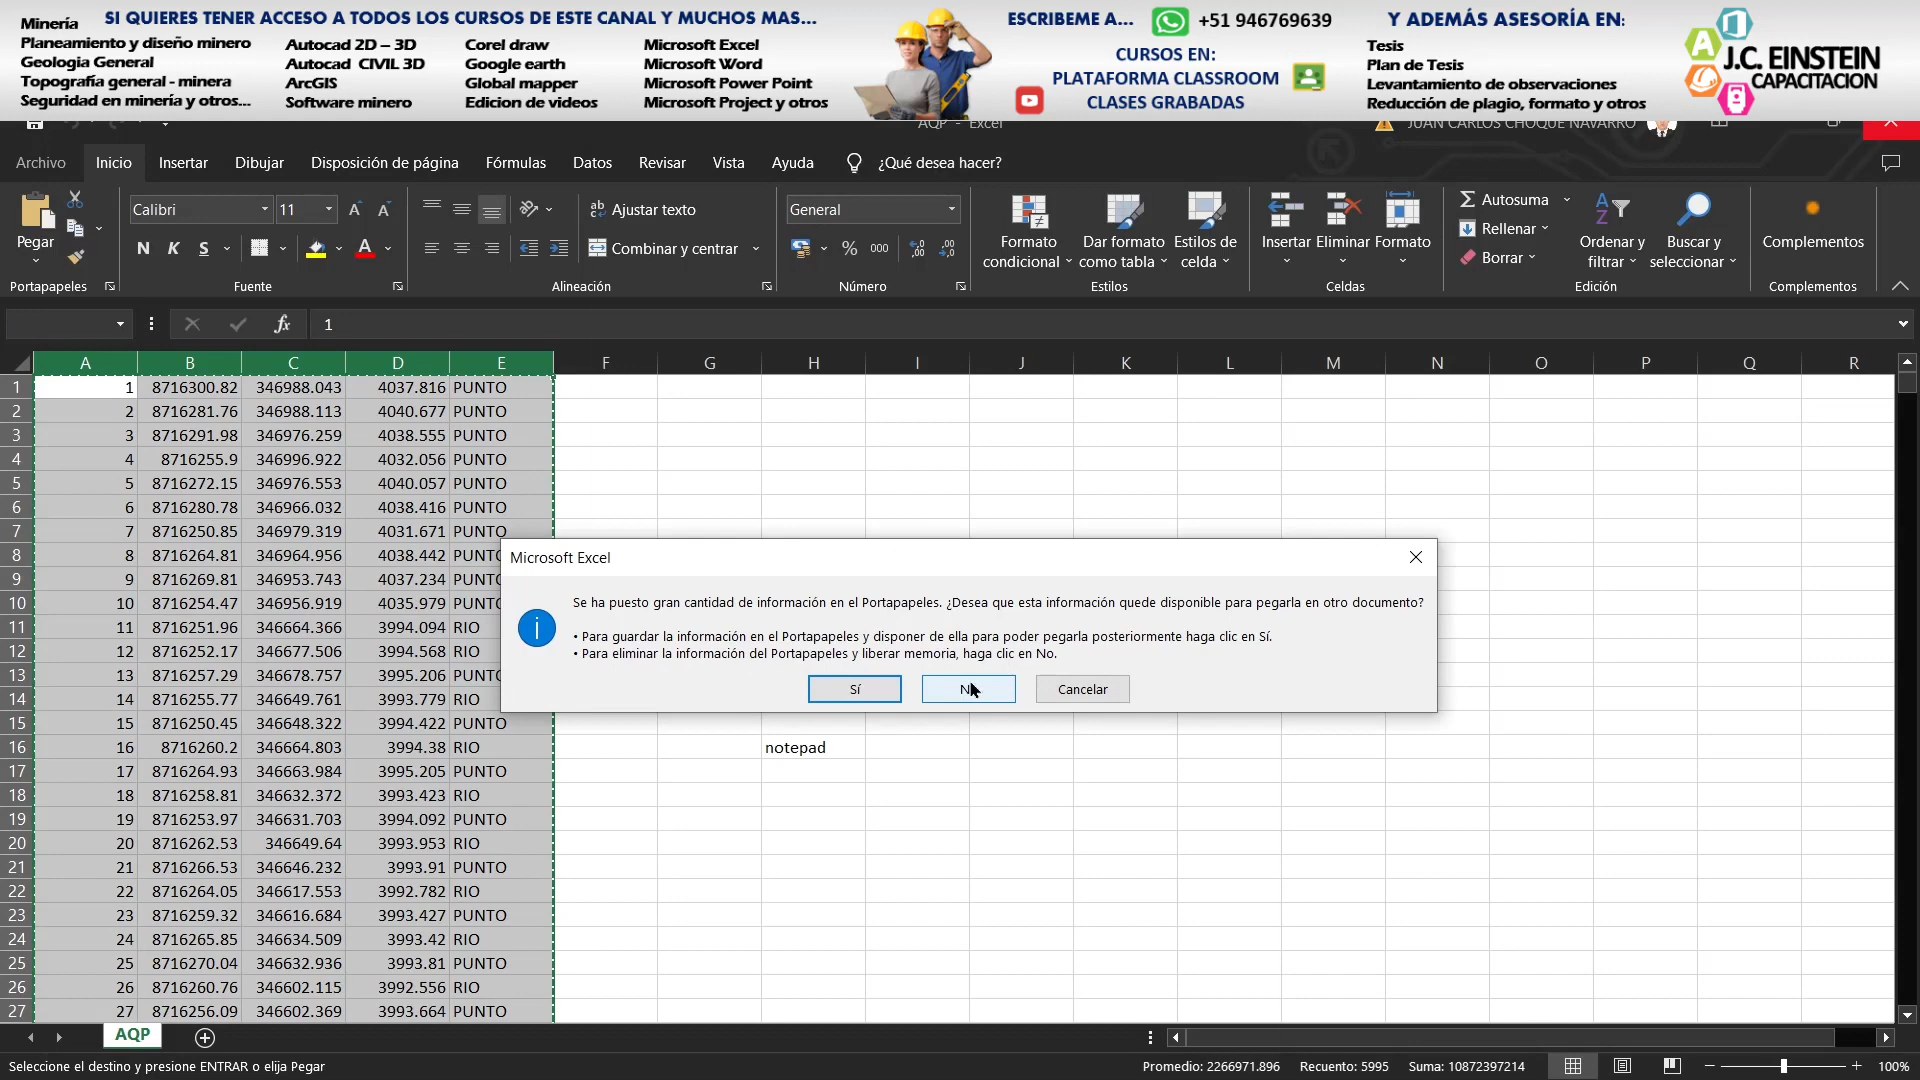 SI QUIERES TENER ACCESO A TODOS LOS CURSOS DE ESTE CANAL Y MUCHOS MAS...
Minería
Planeamiento y diseño minero
Geologia General
Topografía general - minera
Seguridad en minería y otros...
Autocad 2D – 3D
Autocad CIVIL 3D
ArcGIS
Software minero
Corel draw
Google earth
Global mapper
Edicion de videos
Microsoft Excel
Microsoft Word
Microsoft Power Point
Microsoft Project y otros
ESCRIBEME A... +51 946769639
CURSOS EN:
PLATAFORMA CLASSROOM
CLASES GRABADAS
Y ADEMÁS ASESORÍA EN:
Tesis
Plan de Tesis
Levantamiento de observaciones
Reducción de plagio, formato y otros
J.C. EINSTEIN
CAPACITACION
AQP - Excel
JUAN CARLOS CHOQUE NAVARRO
Archivo Inicio Insertar Dibujar Disposición de página Fórmulas Datos Revisar Vista Ayuda ¿Qué desea hacer?
Pegar
Portapapeles
Calibri 11
N K S
Fuente
Ajustar texto
Combinar y centrar
Alineación
General
% 000
Número
Formato condicional
Dar formato como tabla
Estilos de celda
Estilos
Insertar Eliminar Formato
Celdas
Autosuma
Rellenar
Borrar
Ordenar y filtrar
Buscar y seleccionar
Edición
Complementos
Complementos
fx 1
A B C D E F G H I J K L M N O P Q R
1 1 8716300.82 346988.043 4037.816 PUNTO
2 2 8716281.76 346988.113 4040.677 PUNTO
3 3 8716291.98 346976.259 4038.555 PUNTO
4 4 8716255.9 346996.922 4032.056 PUNTO
5 5 8716272.15 346976.553 4040.057 PUNTO
6 6 8716280.78 346966.032 4038.416 PUNTO
7 7 8716250.85 346979.319 4031.671 PUNTO
8 8 8716264.81 346964.956 4038.442 PUNTO
9 9 8716269.81 346953.743 4037.234 PUNTO
10 10 8716254.47 346956.919 4035.979 PUNTO
11 11 8716251.96 346664.366 3994.094 RIO
12 12 8716252.17 346677.506 3994.568 RIO
13 13 8716257.29 346678.757 3995.206 PUNTO
14 14 8716255.77 346649.761 3993.779 RIO
15 15 8716250.45 346648.322 3994.422 PUNTO
16 16 8716260.2 346664.803 3994.38 RIO notepad
17 17 8716264.93 346663.984 3995.205 PUNTO
18 18 8716258.81 346632.372 3993.423 RIO
19 19 8716253.97 346631.703 3994.092 PUNTO
20 20 8716262.53 346649.64 3993.953 RIO
21 21 8716266.53 346646.232 3993.91 PUNTO
22 22 8716264.05 346617.553 3992.782 RIO
23 23 8716259.32 346616.684 3993.427 PUNTO
24 24 8716265.85 346634.509 3993.42 RIO
25 25 8716270.04 346632.936 3993.81 PUNTO
26 26 8716260.76 346602.115 3992.556 RIO
27 27 8716256.09 346602.369 3993.664 PUNTO
Microsoft Excel
Se ha puesto gran cantidad de información en el Portapapeles. ¿Desea que esta información quede disponible para pegarla en otro documento?
• Para guardar la información en el Portapapeles y disponer de ella para poder pegarla posteriormente haga clic en Sí.
• Para eliminar la información del Portapapeles y liberar memoria, haga clic en No.
Sí No Cancelar
AQP
Seleccione el destino y presione ENTRAR o elija Pegar
Promedio: 2266971.896 Recuento: 5995 Suma: 10872397214 100%